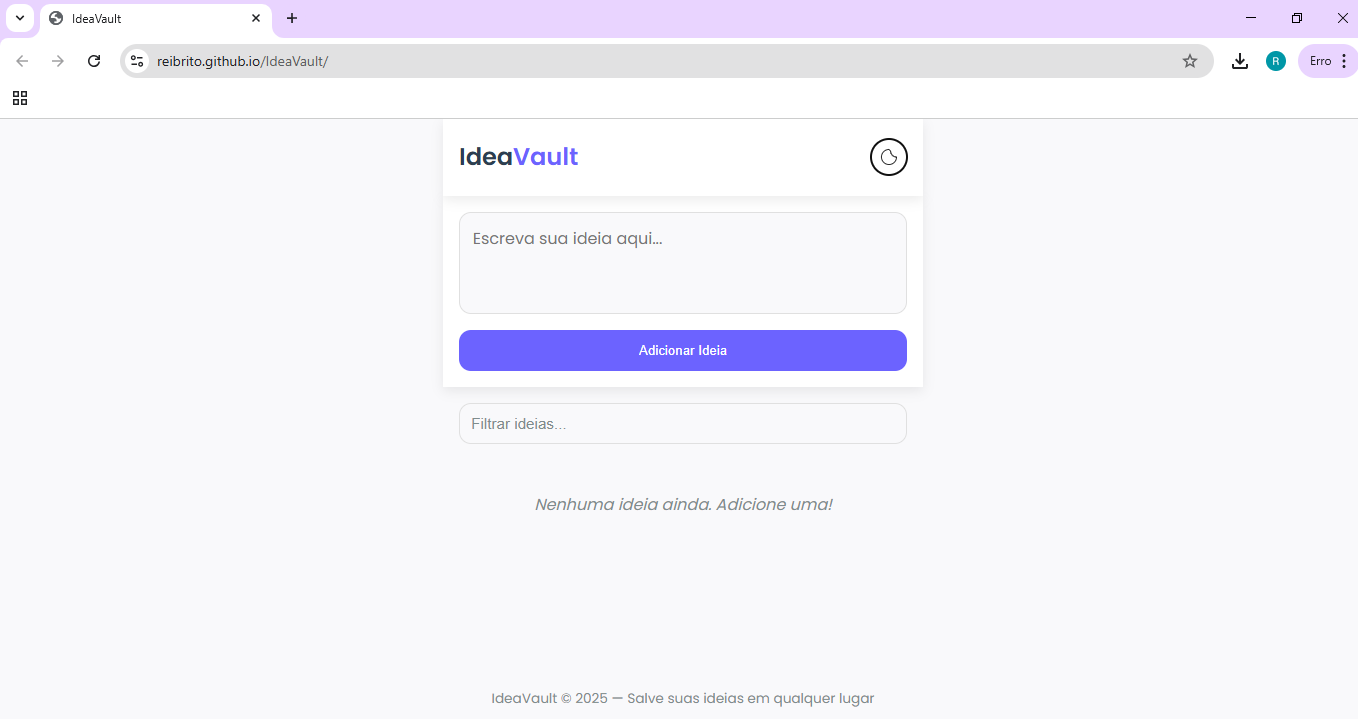 IdeaVault
reibrito.github.io/IdeaVault/
R
Erro
IdeaVault
Escreva sua ideia aqui...
Adicionar Ideia
Filtrar ideias...
Nenhuma ideia ainda. Adicione uma!
IdeaVault © 2025 — Salve suas ideias em qualquer lugar